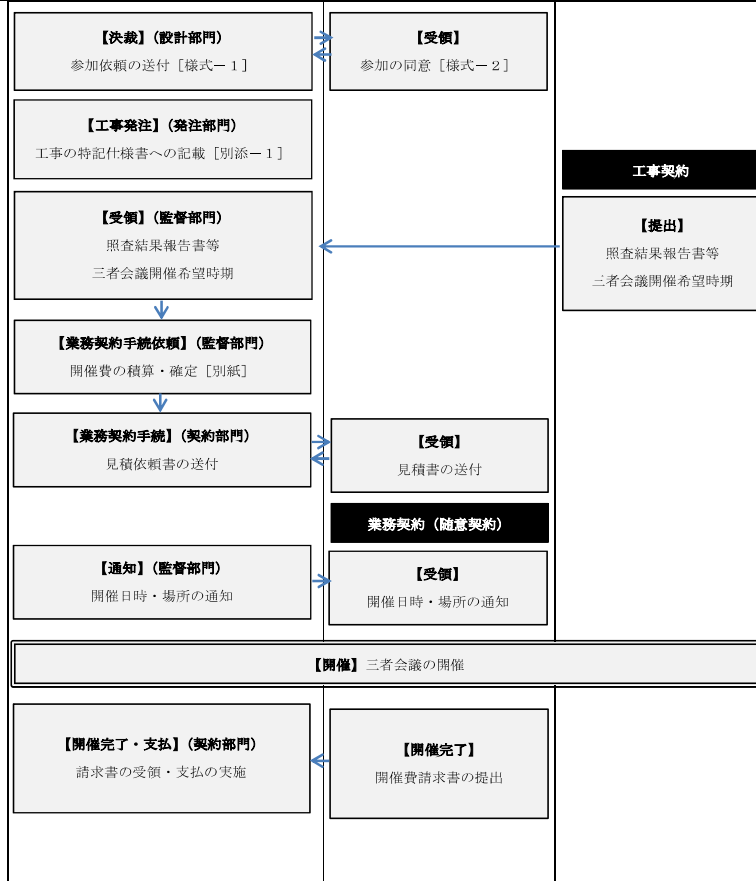 【決裁】（設計部門）
参加依頼の送付［様式－１］
【受領】
参加の同意［様式－２］
【工事発注】（発注部門）
工事の特記仕様書への記載［別添－１］
工事契約
【受領】（監督部門）
照査結果報告書等
三者会議開催希望時期
【提出】
照査結果報告書等
三者会議開催希望時期
【業務契約手続依頼】（監督部門）
開催費の積算・確定［別紙］
【業務契約手続】（契約部門）
見積依頼書の送付
【受領】
見積書の送付
業務契約（随意契約）
【通知】（監督部門）
開催日時・場所の通知
【受領】
開催日時・場所の通知
【開催】三者会議の開催
【開催完了・支払】（契約部門）
請求書の受領・支払の実施
【開催完了】
開催費請求書の提出